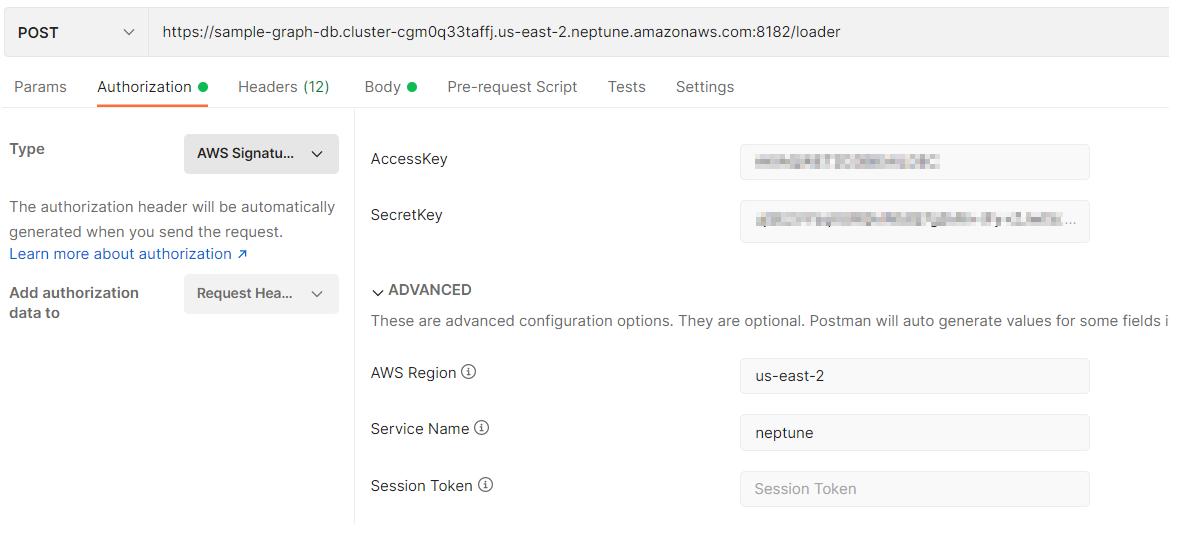 POST https://sample-graph-db.cluster-cgm0q33taffj.us-east-2.neptune.amazonaws.com:8182/loader
Params Authorization Headers (12) Body Pre-request Script Tests Settings
Type AWS Signatu...
The authorization header will be automatically
generated when you send the request.
Learn more about authorization ↗
Add authorization
data to
Request Hea...
AccessKey
SecretKey
ADVANCED
These are advanced configuration options. They are optional. Postman will auto generate values for some fields i
AWS Region us-east-2
Service Name neptune
Session Token Session Token